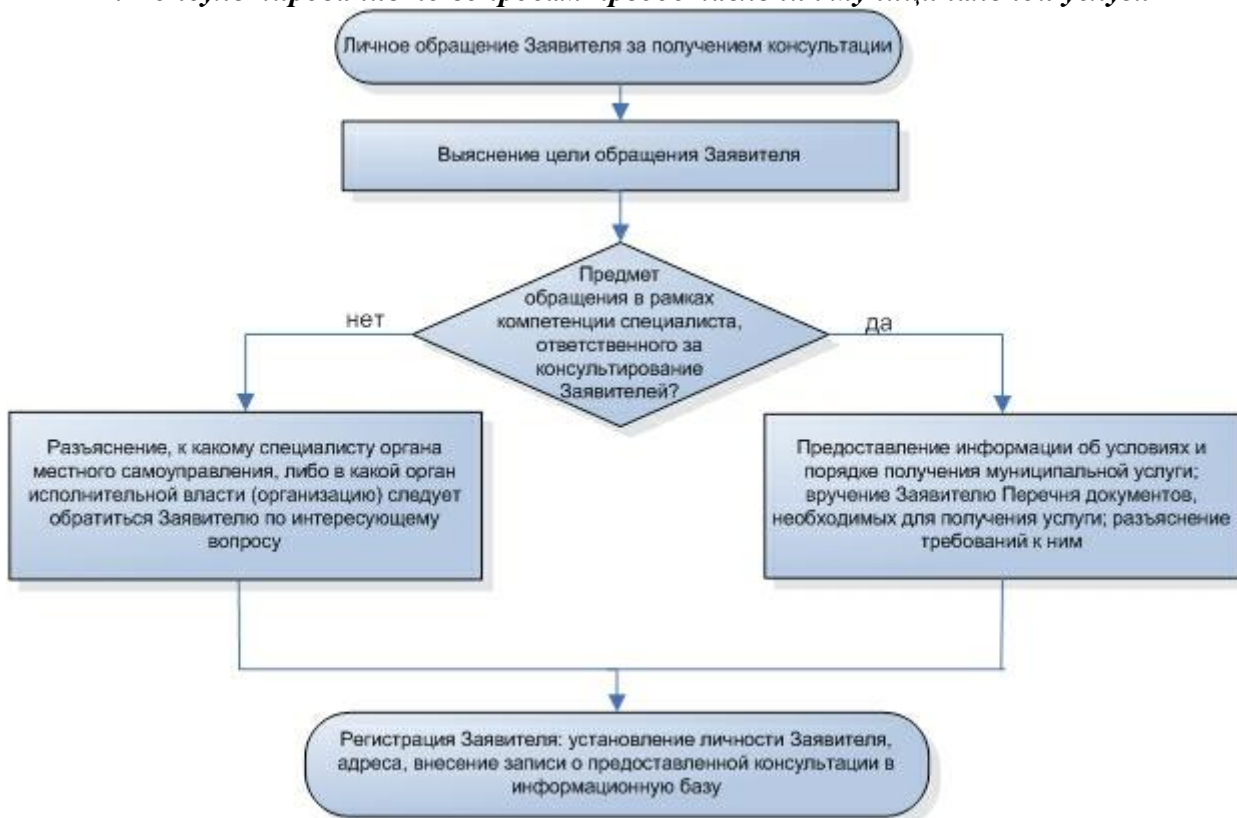 Личное обращение Заявителя за получением консультации
Выяснение цели обращения Заявителя
Предмет
обращения в рамках
компетенции специалиста,
ответственного за
консультирование
Заявителей?
нет
да
Разъяснение, к какому специалисту органа
местного самоуправления, либо в какой орган
исполнительной власти (организацию) следует
обратиться Заявителю по интересующему
вопросу
Предоставление информации об условиях и
порядке получения муниципальной услуги;
вручение Заявителю Перечня документов,
необходимых для получения услуги; разъяснение
требований к ним
Регистрация Заявителя: установление личности Заявителя,
адреса, внесение записи о предоставленной консультации в
информационную базу